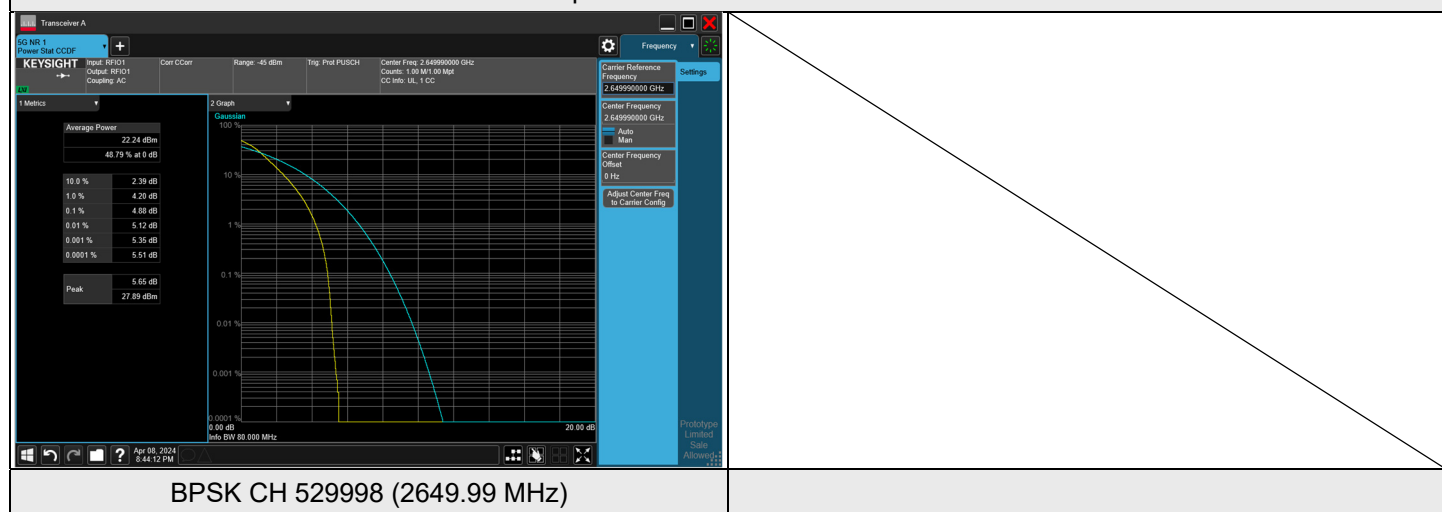 Transceiver A
5G NR 1
Power Stat CCDF
Frequency
KEYSIGHT
Input: RFIO1
Output: RFIO1
Coupling: AC
Corr CCorr
Range: -45 dBm
Trig: Prot PUSCH
Center Freq: 2.649990000 GHz
Counts: 1.00 M/1.00 Mpt
CC Info: UL, 1 CC
LXI
Carrier Reference
Frequency
2.649990000 GHz
Settings
Center Frequency
2.649990000 GHz
Auto
Man
Center Frequency
Offset
0 Hz
Adjust Center Freq
to Carrier Config
1 Metrics
Average Power
22.24 dBm
48.79 % at 0 dB
10.0 % 2.39 dB
1.0 % 4.20 dB
0.1 % 4.88 dB
0.01 % 5.12 dB
0.001 % 5.35 dB
0.0001 % 5.51 dB
Peak
5.65 dB
27.89 dBm
2 Graph
Gaussian
100 %
10 %
1 %
0.1 %
0.01 %
0.001 %
0.0001 %
0.00 dB
20.00 dB
Info BW 80.000 MHz
Prototype
Limited
Sale
Allowed
?
Apr 08, 2024
8:44:12 PM
BPSK CH 529998 (2649.99 MHz)